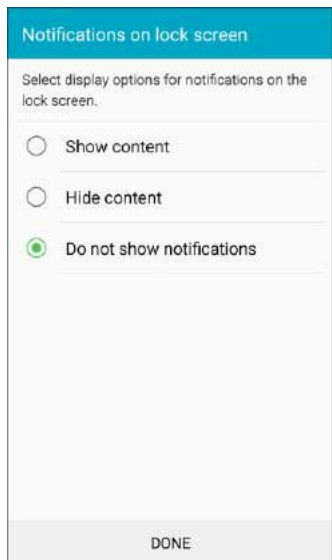 Notifications on lock screen
Select display options for notifications on the
lock screen.
Show content
Hide content
Do not show notifications
DONE